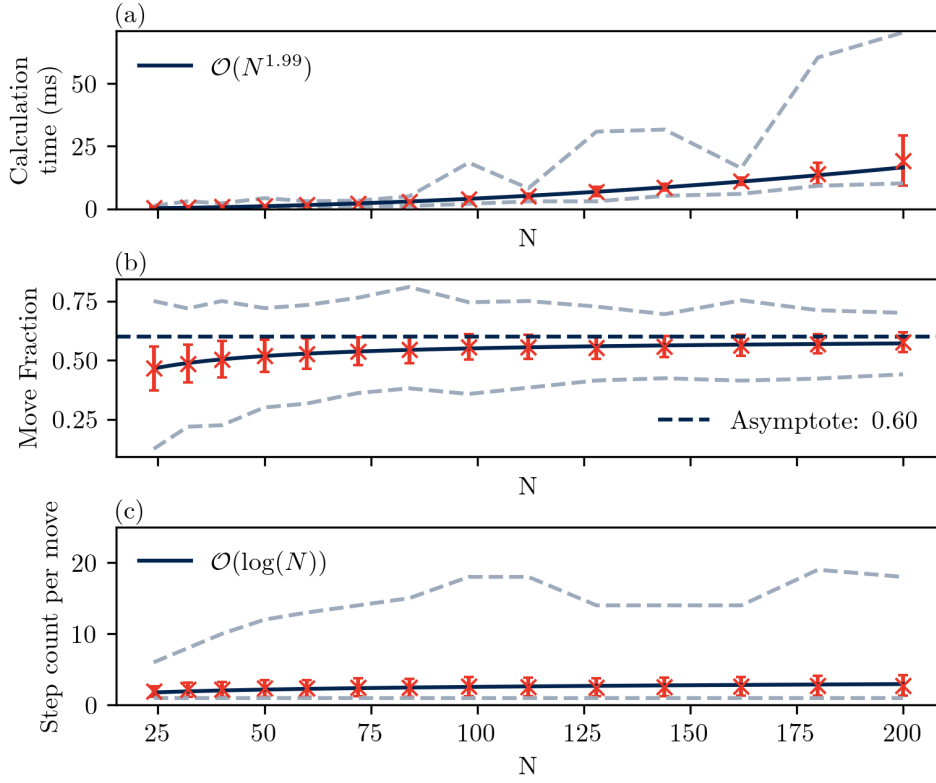 (a)
Calculation
time (ms)
50
25
0
O(N^1.99)
N
(b)
Move Fraction
0.75
0.50
0.25
Asymptote: 0.60
N
(c)
Step count per move
20
10
0
O(log(N))
25 50 75 100 125 150 175 200
N